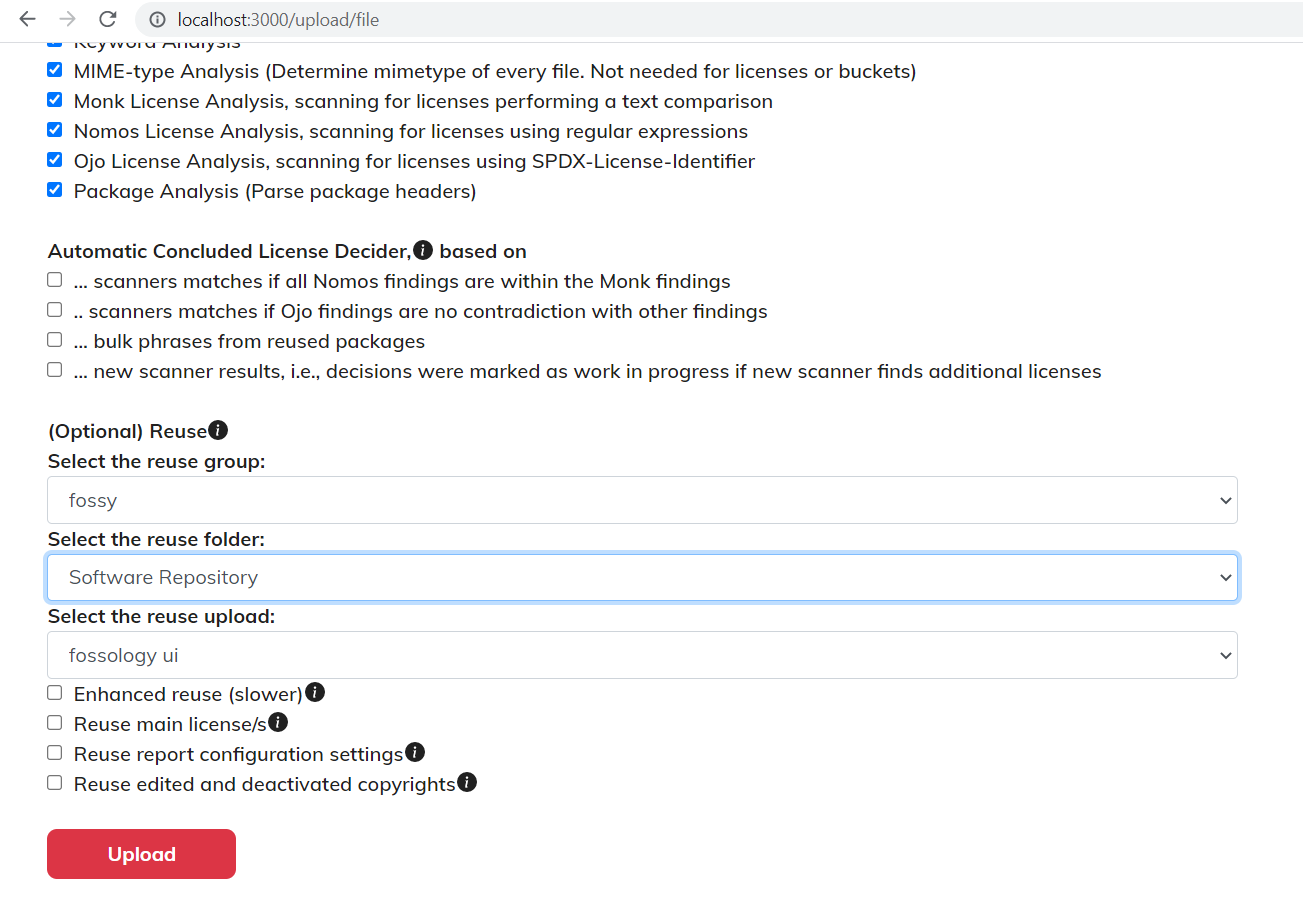 localhost:3000/upload/file
Keyword Analysis
MIME-type Analysis (Determine mimetype of every file. Not needed for licenses or buckets)
Monk License Analysis, scanning for licenses performing a text comparison
Nomos License Analysis, scanning for licenses using regular expressions
Ojo License Analysis, scanning for licenses using SPDX-License-Identifier
Package Analysis (Parse package headers)
Automatic Concluded License Decider, based on
... scanners matches if all Nomos findings are within the Monk findings
.. scanners matches if Ojo findings are no contradiction with other findings
... bulk phrases from reused packages
... new scanner results, i.e., decisions were marked as work in progress if new scanner finds additional licenses
(Optional) Reuse
Select the reuse group:
fossy
Select the reuse folder:
Software Repository
Select the reuse upload:
fossology ui
Enhanced reuse (slower)
Reuse main license/s
Reuse report configuration settings
Reuse edited and deactivated copyrights
Upload